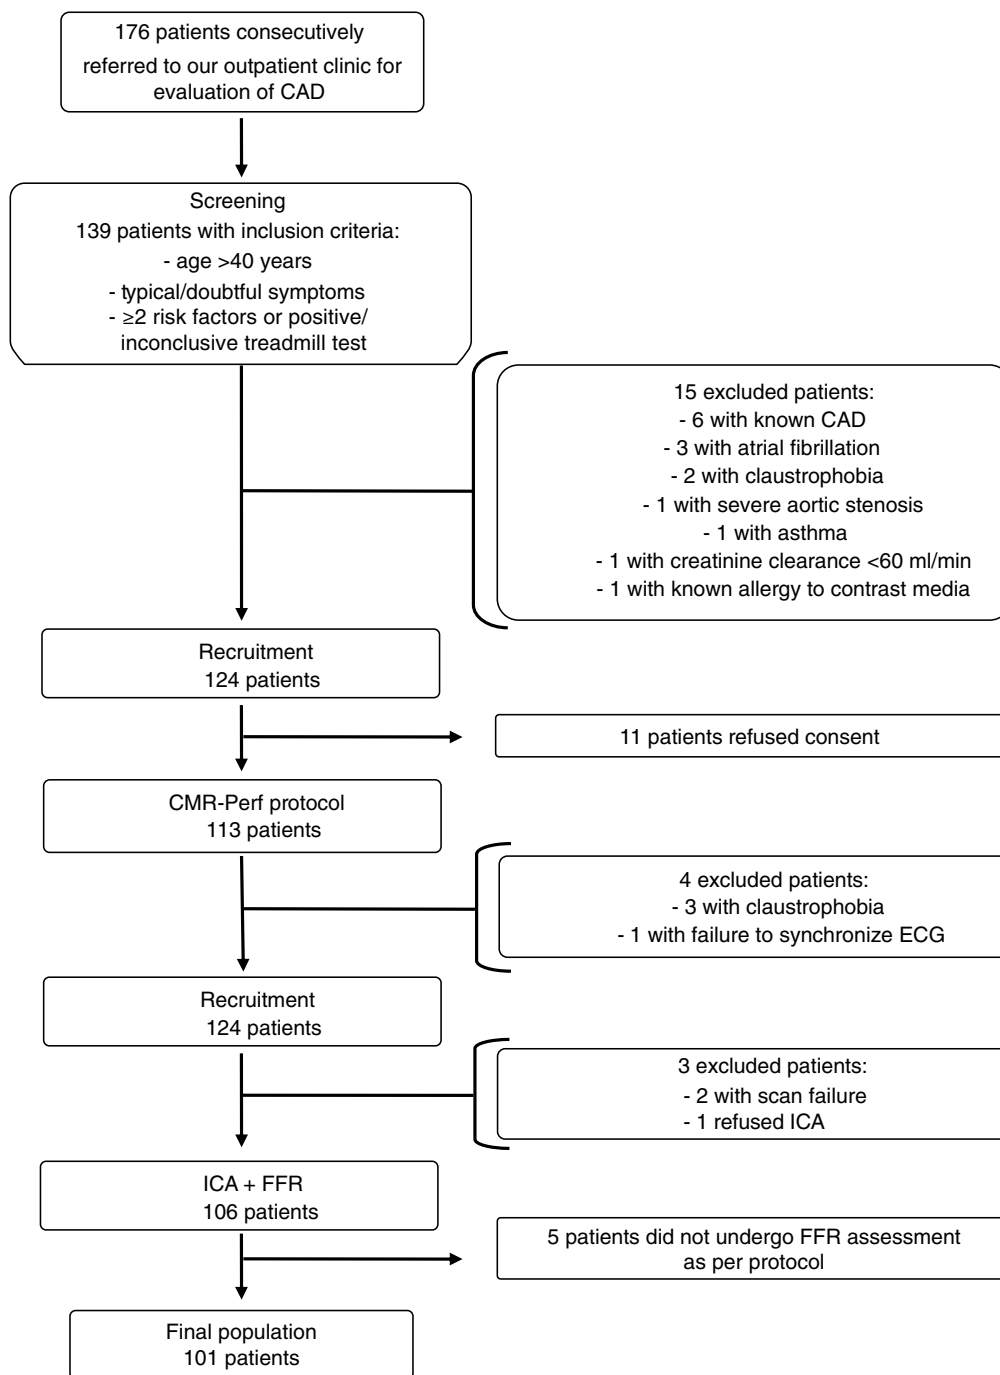 176 patients consecutively
referred to our outpatient clinic for
evaluation of CAD
Screening
139 patients with inclusion criteria:
- age >40 years
- typical/doubtful symptoms
- ≥2 risk factors or positive/
inconclusive treadmill test
15 excluded patients:
- 6 with known CAD
- 3 with atrial fibrillation
- 2 with claustrophobia
- 1 with severe aortic stenosis
- 1 with asthma
- 1 with creatinine clearance <60 ml/min
- 1 with known allergy to contrast media
Recruitment
124 patients
11 patients refused consent
CMR-Perf protocol
113 patients
4 excluded patients:
- 3 with claustrophobia
- 1 with failure to synchronize ECG
Recruitment
124 patients
3 excluded patients:
- 2 with scan failure
- 1 refused ICA
ICA + FFR
106 patients
5 patients did not undergo FFR assessment
as per protocol
Final population
101 patients